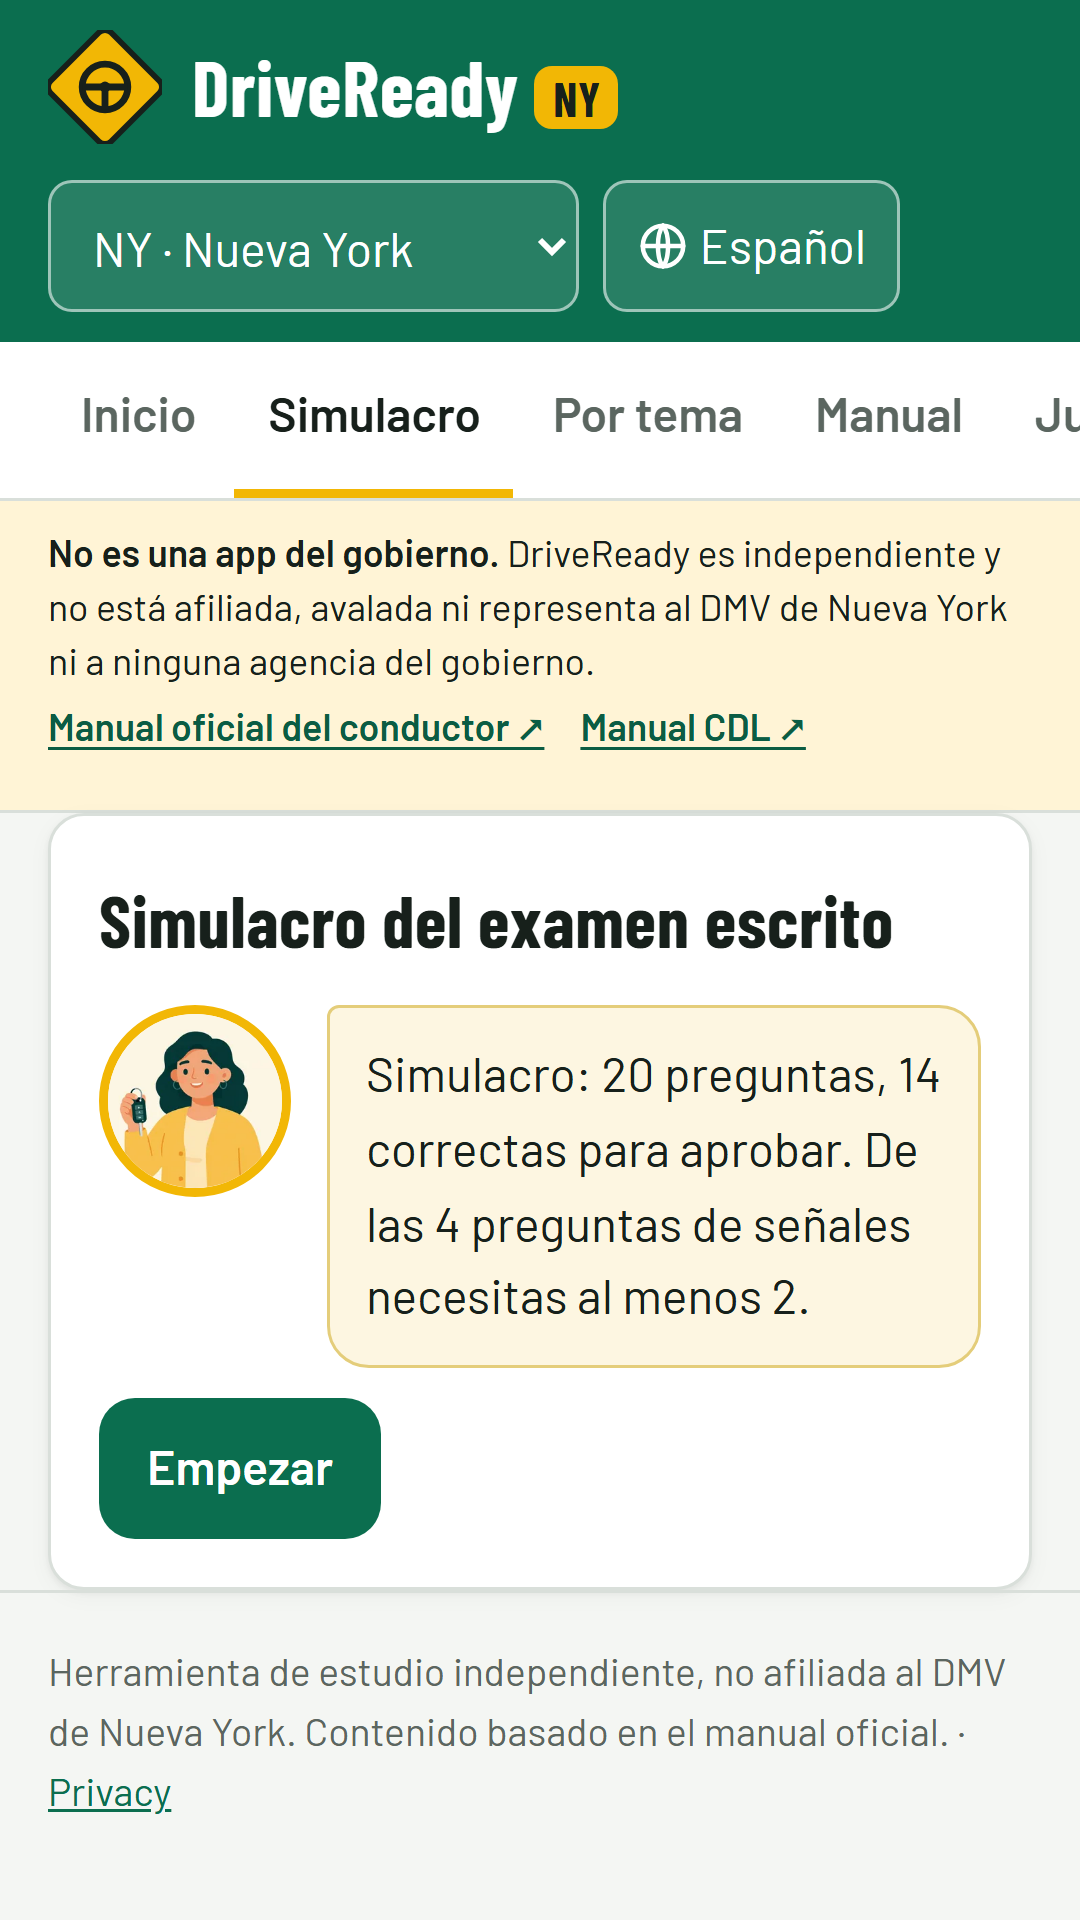 DriveReady NY
NY · Nueva York
Español
Inicio Simulacro Por tema Manual Ju
No es una app del gobierno. DriveReady es independiente y
no está afiliada, avalada ni representa al DMV de Nueva York
ni a ninguna agencia del gobierno.
Manual oficial del conductor ↗ Manual CDL ↗
Simulacro del examen escrito
Simulacro: 20 preguntas, 14
correctas para aprobar. De
las 4 preguntas de señales
necesitas al menos 2.
Empezar
Herramienta de estudio independiente, no afiliada al DMV
de Nueva York. Contenido basado en el manual oficial. ·
Privacy